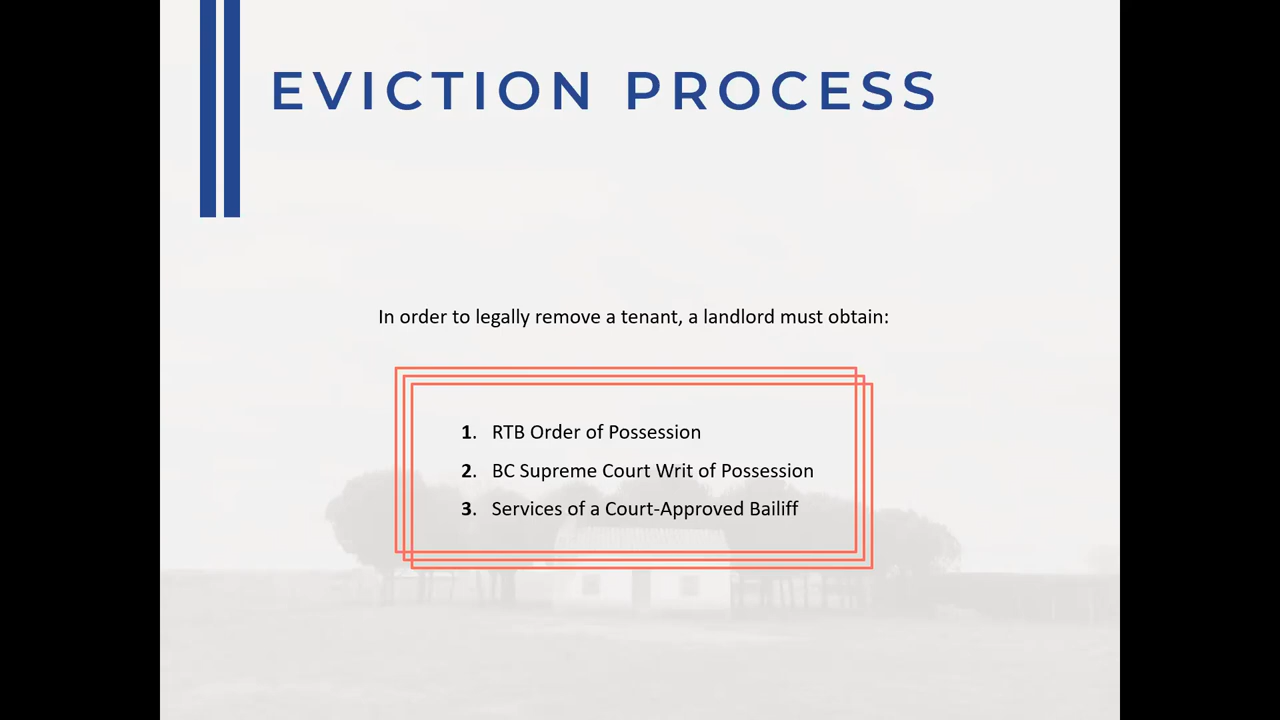 EVICTION PROCESS
In order to legally remove a tenant, a landlord must obtain:
1. RTB Order of Possession
2. BC Supreme Court Writ of Possession
3. Services of a Court-Approved Bailiff